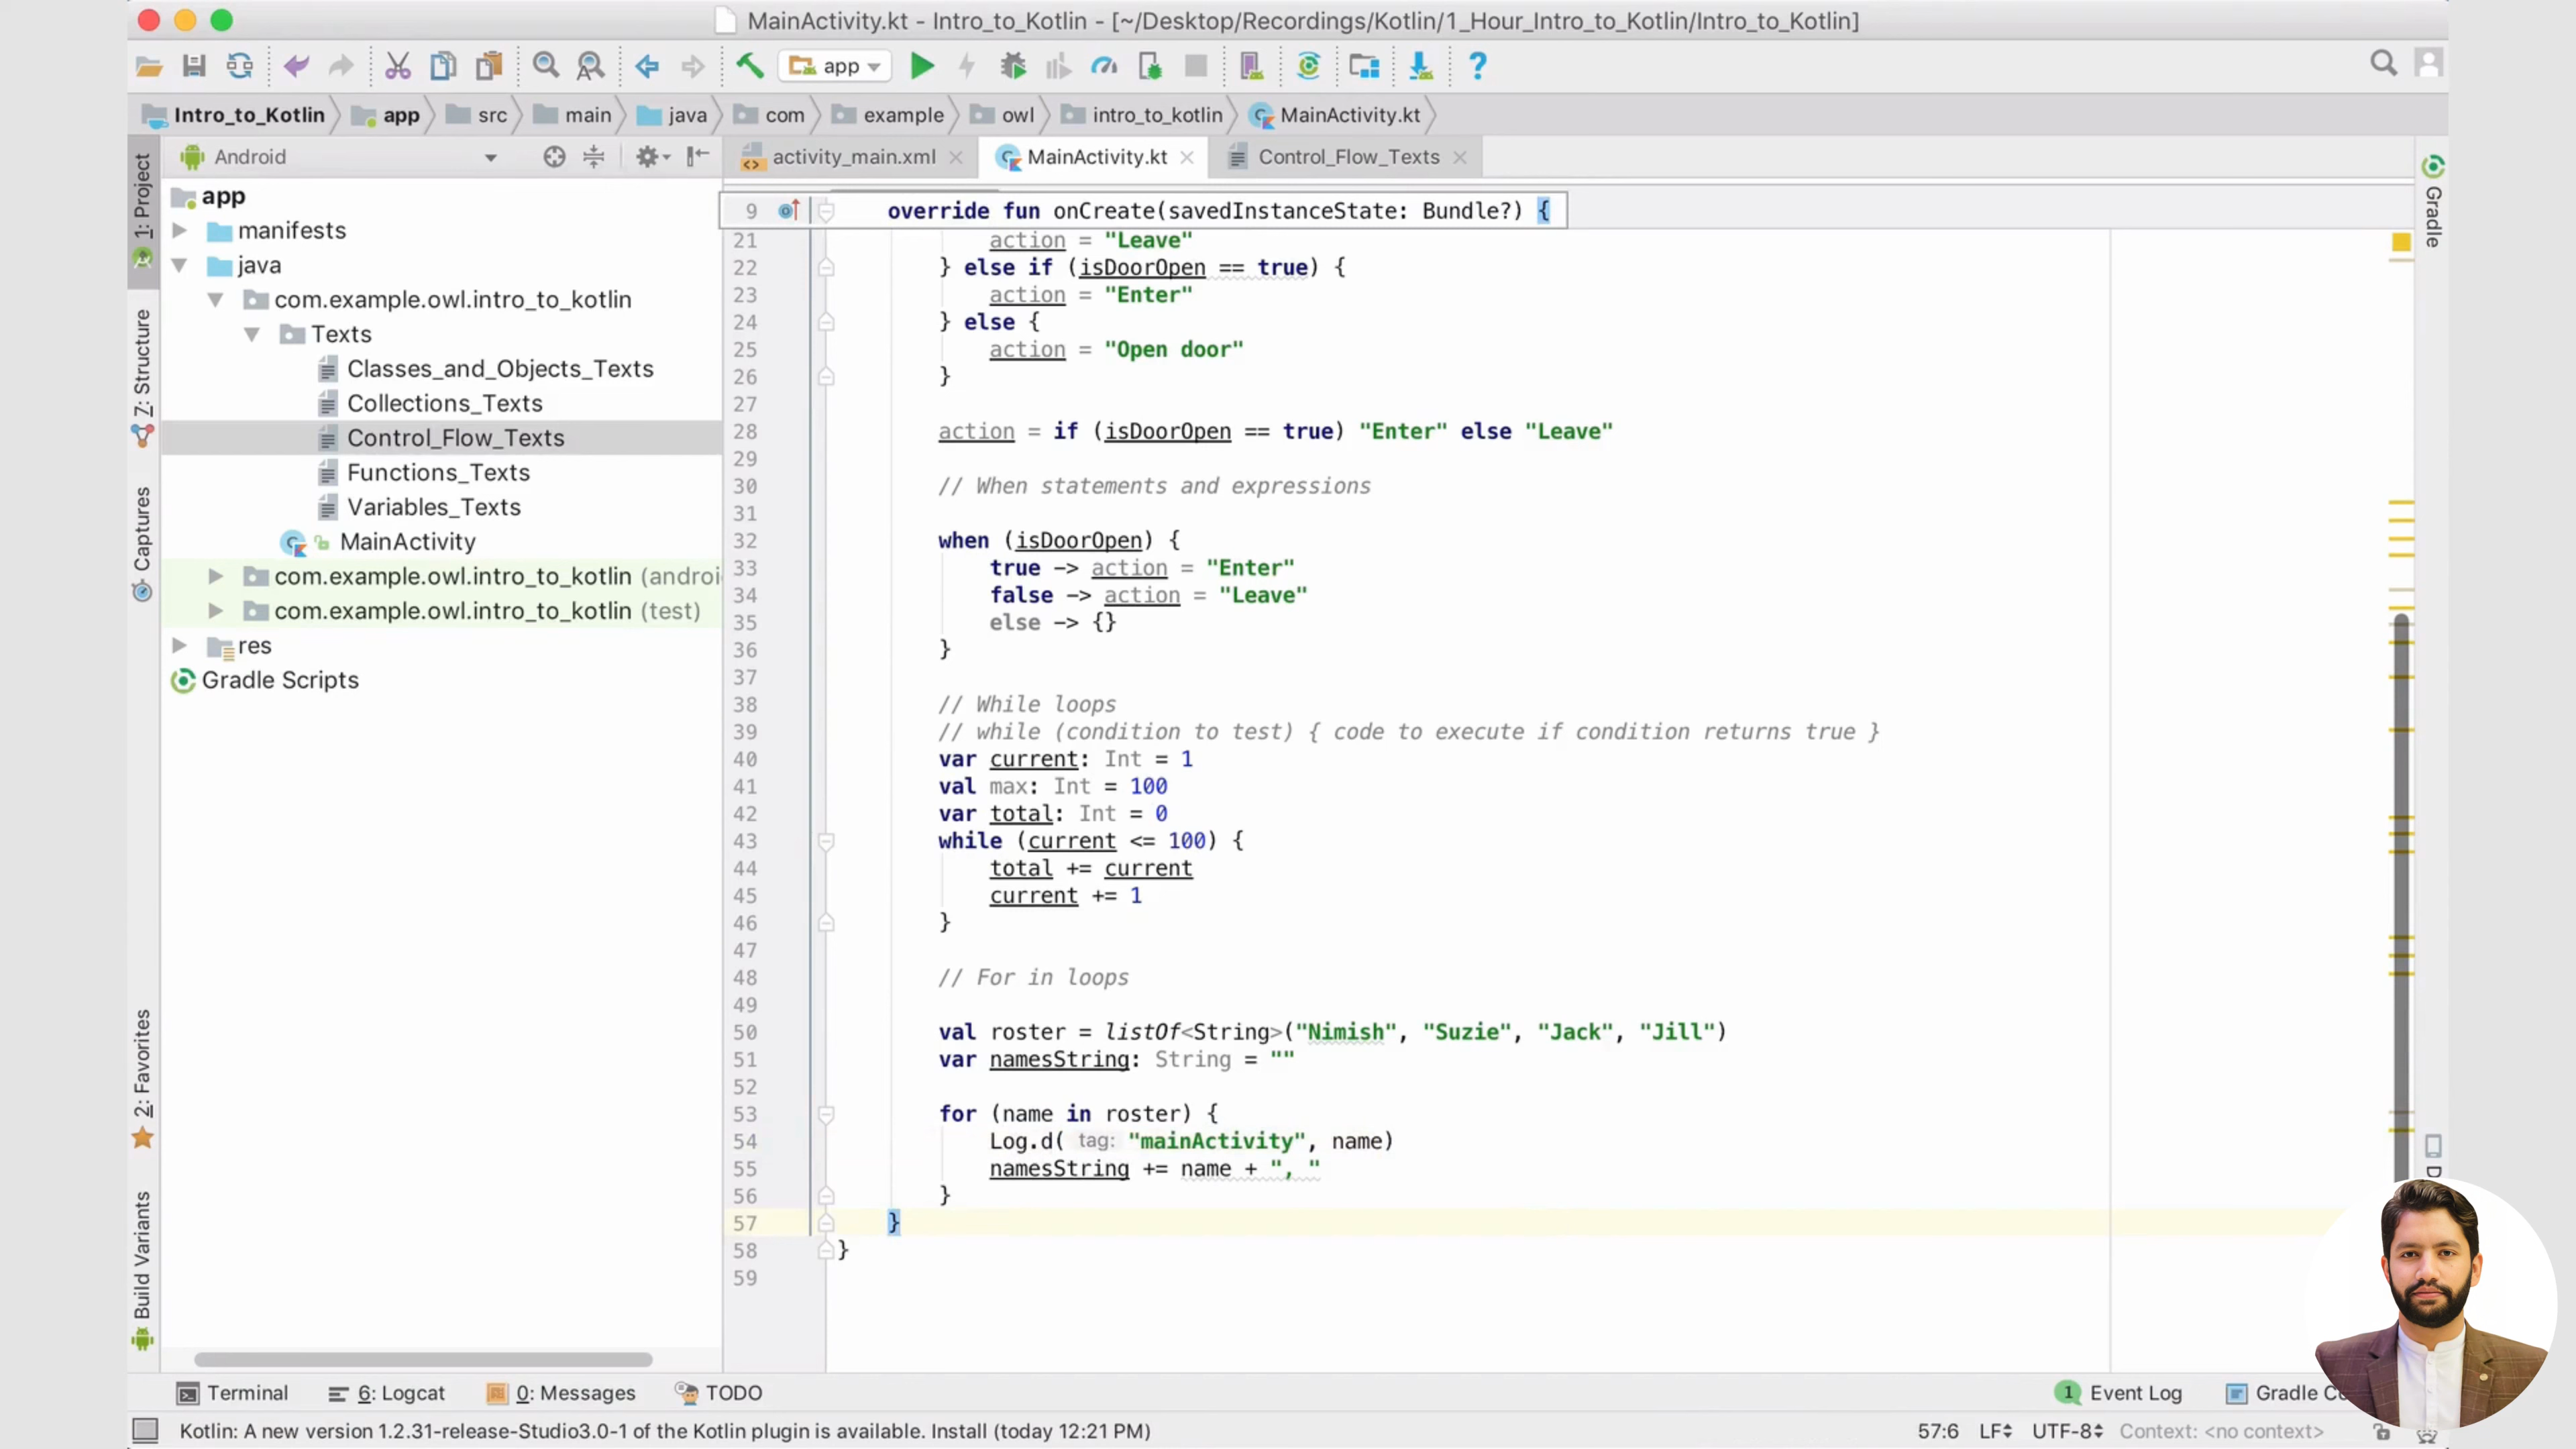 MainActivity.kt - Intro_to_Kotlin - [~/Desktop/Recordings/Kotlin/1_Hour_Intro_to_Kotlin/Intro_to_Kotlin]
app
Intro_to_Kotlin app src main java com example owl intro_to_kotlin MainActivity.kt
1: Project
Z: Structure
Captures
2: Favorites
Build Variants
Android
app
manifests
java
com.example.owl.intro_to_kotlin
Texts
Classes_and_Objects_Texts
Collections_Texts
Control_Flow_Texts
Functions_Texts
Variables_Texts
MainActivity
com.example.owl.intro_to_kotlin (androi
com.example.owl.intro_to_kotlin (test)
res
Gradle Scripts
activity_main.xml MainActivity.kt Control_Flow_Texts
9 override fun onCreate(savedInstanceState: Bundle?) {
21 action = "Leave"
22 } else if (isDoorOpen == true) {
23 action = "Enter"
24 } else {
25 action = "Open door"
26 }
27
28 action = if (isDoorOpen == true) "Enter" else "Leave"
29
30 // When statements and expressions
31
32 when (isDoorOpen) {
33 true -> action = "Enter"
34 false -> action = "Leave"
35 else -> {}
36 }
37
38 // While loops
39 // while (condition to test) { code to execute if condition returns true }
40 var current: Int = 1
41 val max: Int = 100
42 var total: Int = 0
43 while (current <= 100) {
44 total += current
45 current += 1
46 }
47
48 // For in loops
49
50 val roster = listOf<String>("Nimish", "Suzie", "Jack", "Jill")
51 var namesString: String = ""
52
53 for (name in roster) {
54 Log.d( tag: "mainActivity", name)
55 namesString += name + ", "
56 }
57 }
58 }
59
Gradle
Terminal 6: Logcat 0: Messages TODO
1 Event Log Gradle Co
Kotlin: A new version 1.2.31-release-Studio3.0-1 of the Kotlin plugin is available. Install (today 12:21 PM)
57:6 LF UTF-8 Context: <no context>